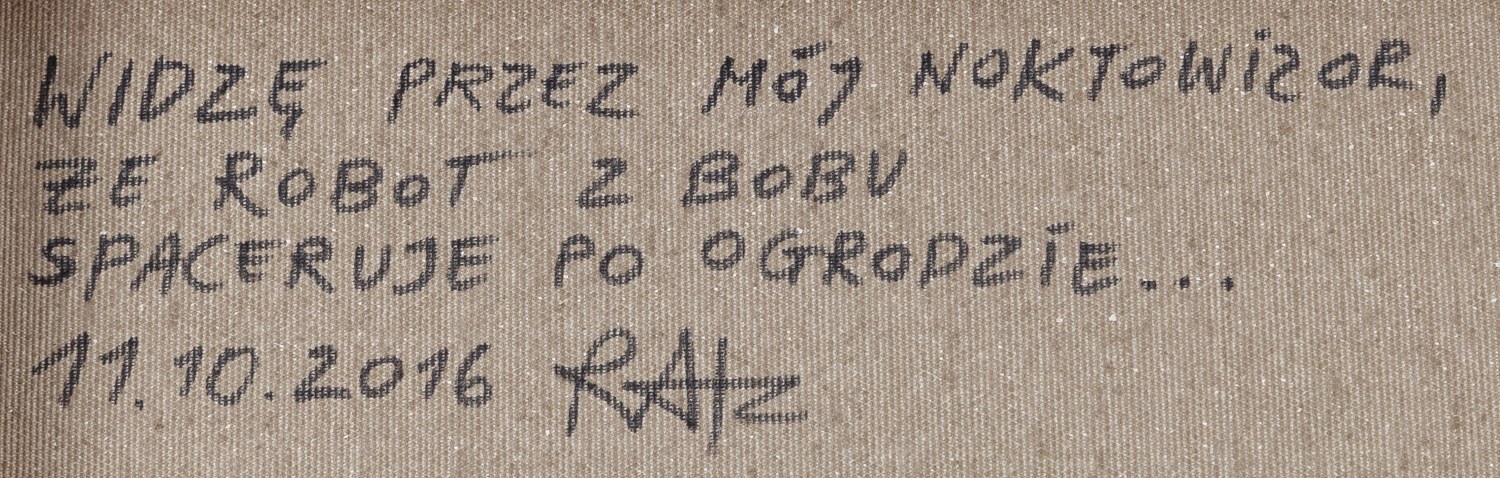 WIDZĘ PRZEZ MÓJ NOKTOWIZOR,
ŻE ROBOT Z BOBU
SPACERUJE PO OGRODZIE...
11.10.2016